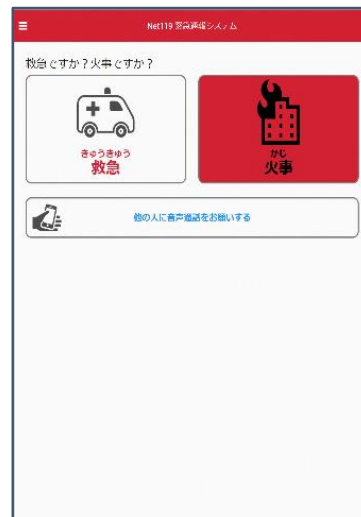 Net119 緊急通報システム
救急ですか？火事ですか？
きゅうきゅう
救急
かじ
火事
他の人に音声通話をお願いする